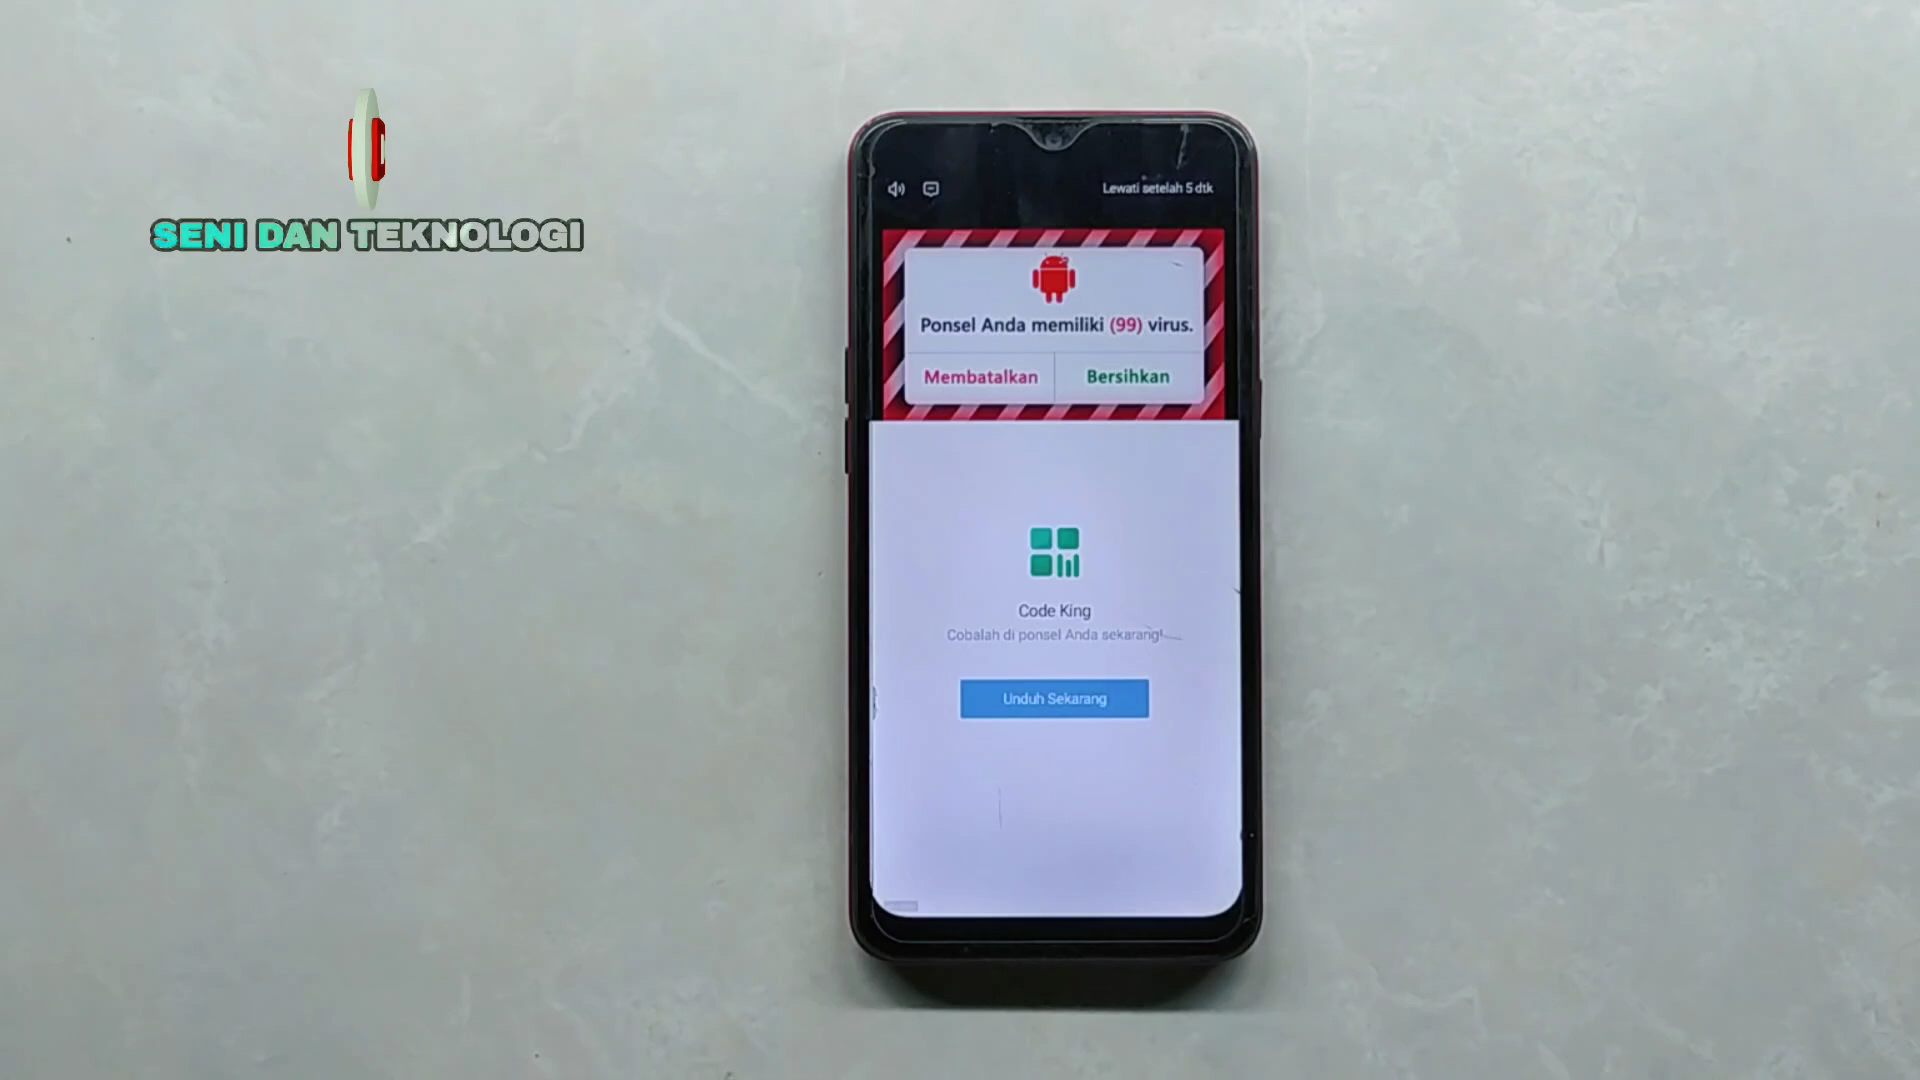 SENI DAN TEKNOLOGI
Lewati setelah 5 dtk
Ponsel Anda memiliki (99) virus.
Membatalkan
Bersihkan
Code King
Cobalah di ponsel Anda sekarang!
Unduh Sekarang